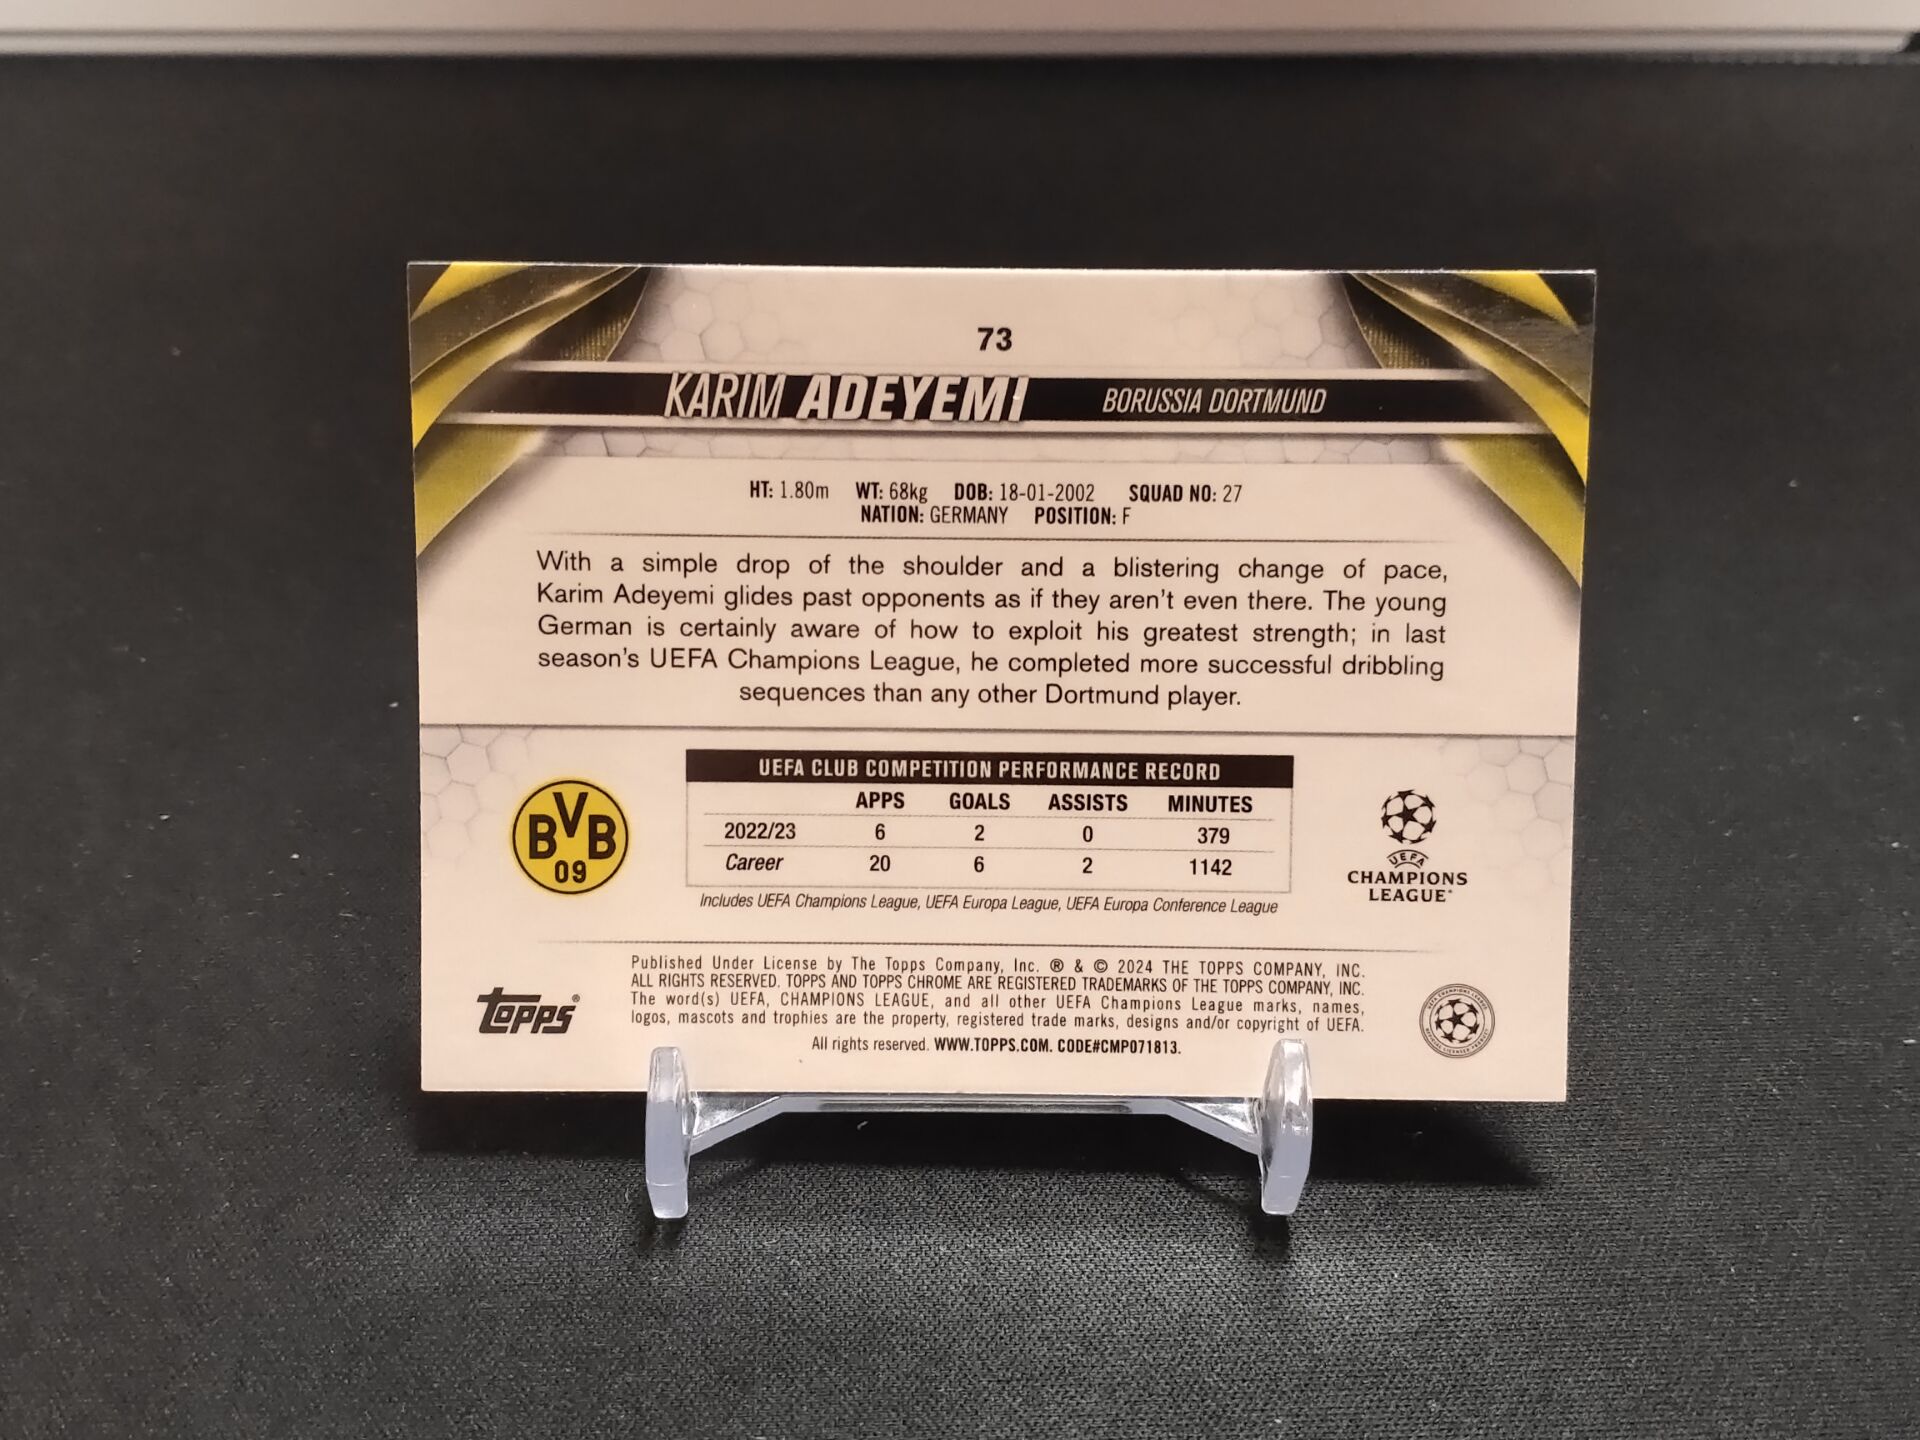 73
KARIM ADEYEMI BORUSSIA DORTMUND
HT: 1.80m WT: 68kg DOB: 18-01-2002 SQUAD NO: 27
NATION: GERMANY POSITION: F
With a simple drop of the shoulder and a blistering change of pace,
Karim Adeyemi glides past opponents as if they aren't even there. The young
German is certainly aware of how to exploit his greatest strength; in last
season's UEFA Champions League, he completed more successful dribbling
sequences than any other Dortmund player.
BVB
09
UEFA CLUB COMPETITION PERFORMANCE RECORD
APPS GOALS ASSISTS MINUTES
2022/23 6 2 0 379
Career 20 6 2 1142
Includes UEFA Champions League, UEFA Europa League, UEFA Europa Conference League
UEFA
CHAMPIONS
LEAGUE
topps®
Published Under License by The Topps Company, Inc. ® & © 2024 THE TOPPS COMPANY, INC.
ALL RIGHTS RESERVED. TOPPS AND TOPPS CHROME ARE REGISTERED TRADEMARKS OF THE TOPPS COMPANY, INC.
The word(s) UEFA, CHAMPIONS LEAGUE, and all other UEFA Champions League marks, names,
logos, mascots and trophies are the property, registered trade marks, designs and/or copyright of UEFA.
All rights reserved. WWW.TOPPS.COM. CODE#CMP071813.